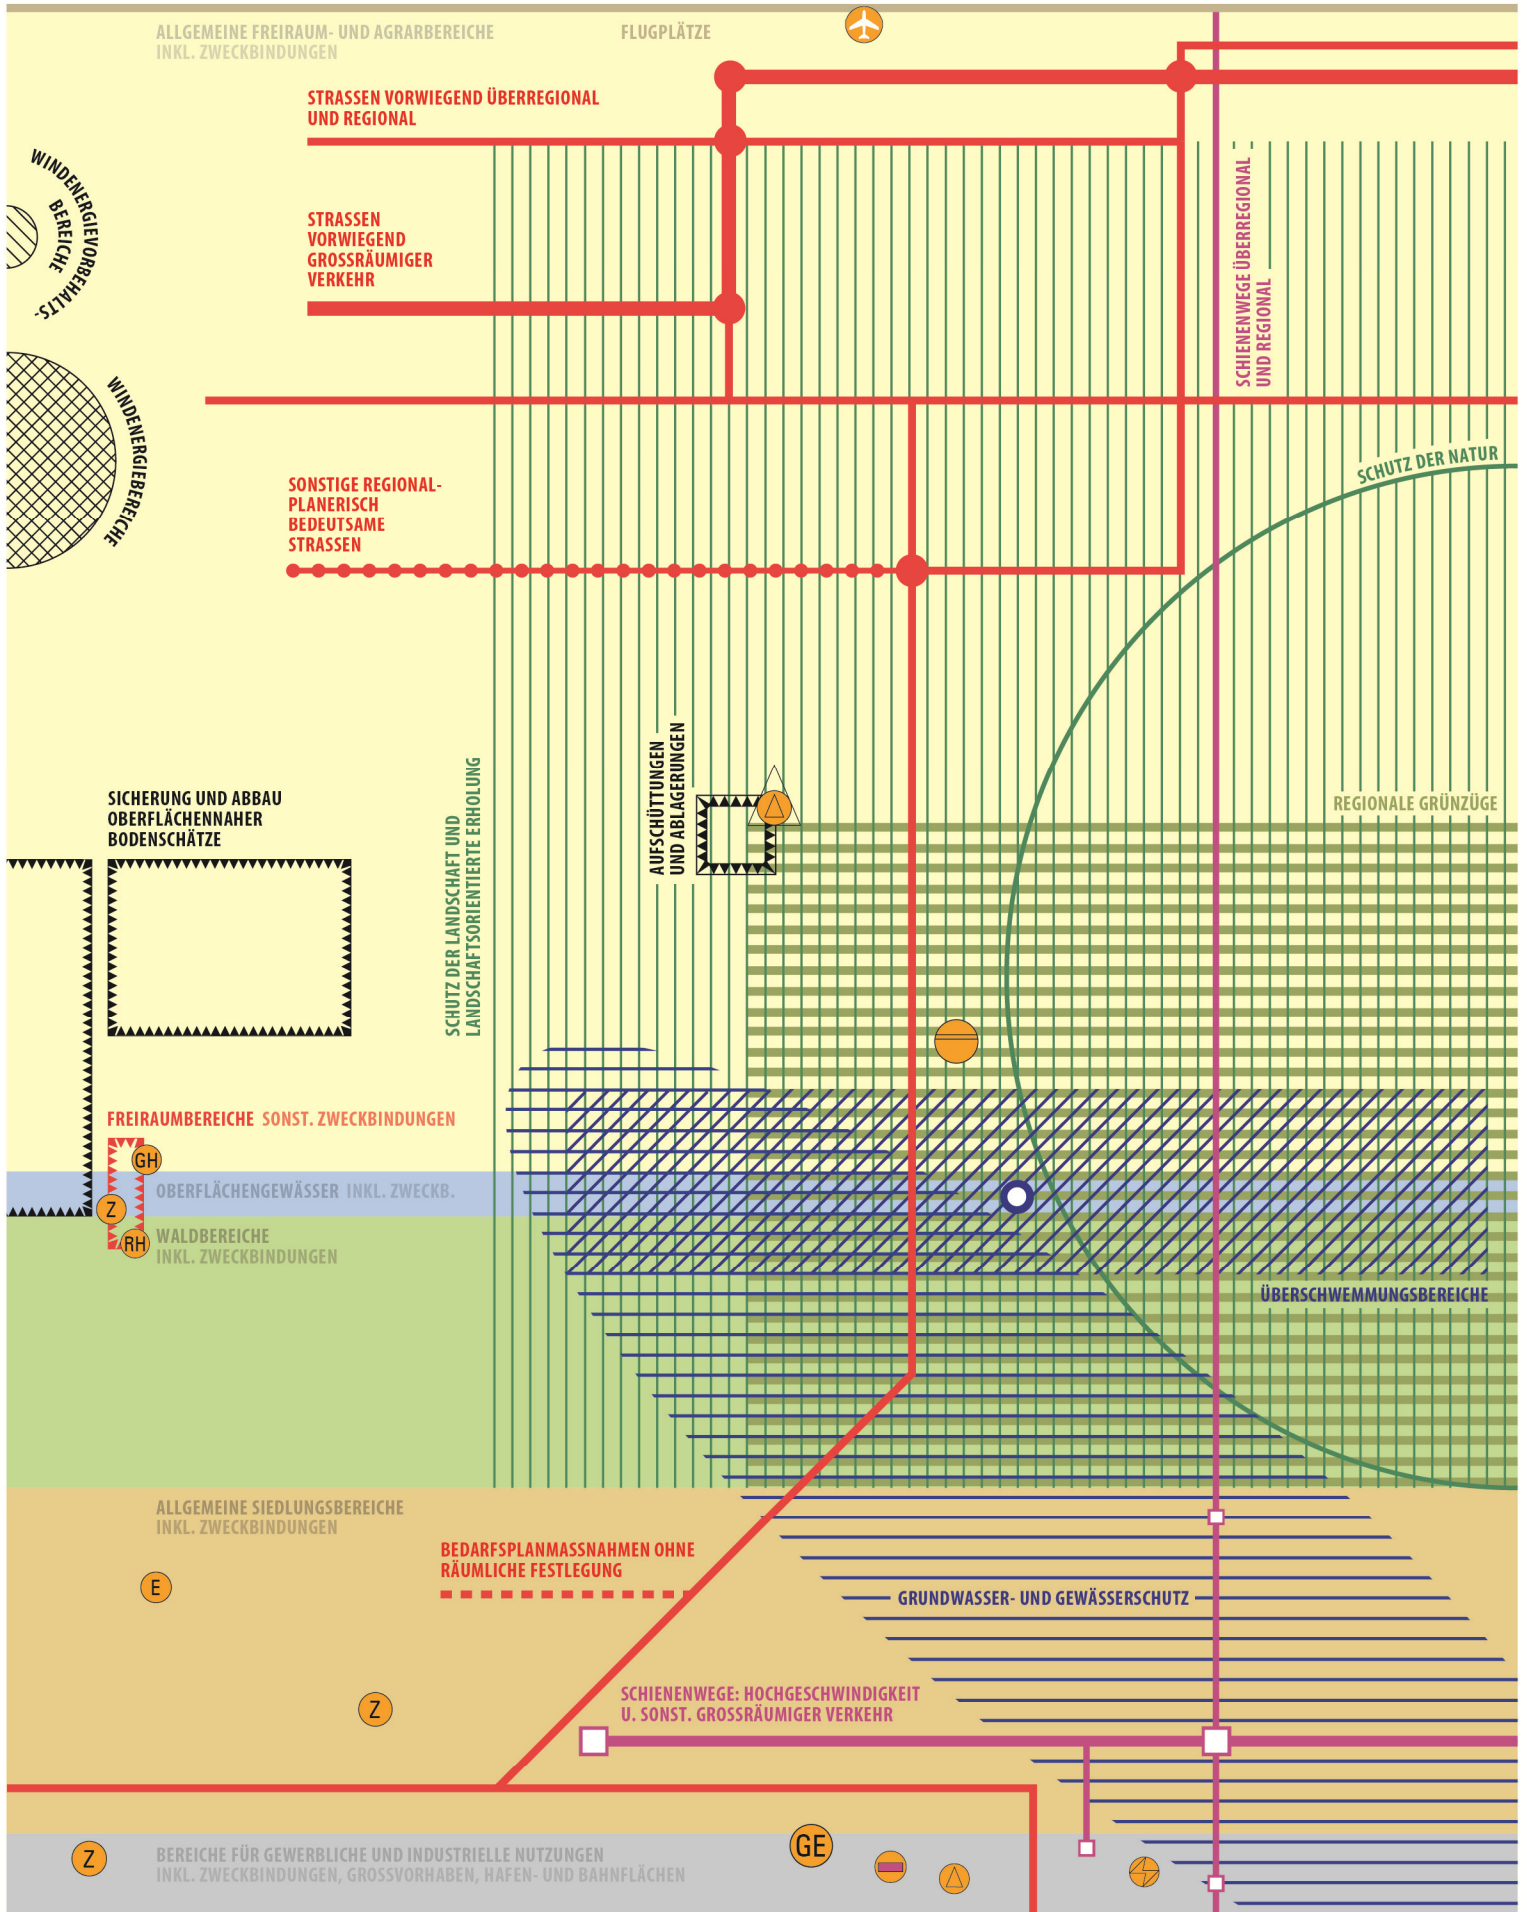 ALLGEMEINE FREIRAUM- UND AGRARBEREICHE
INKL. ZWECKBINDUNGEN
FLUGPLÄTZE
STRASSEN VORWIEGEND ÜBERREGIONAL
UND REGIONAL
WINDENERGIEVORBEHALTS-
BEREICHE
STRASSEN
VORWIEGEND
GROSSRÄUMIGER
VERKEHR
SCHIENENWEGE ÜBERREGIONAL
UND REGIONAL
WINDENERGIEBEREICHE
SCHUTZ DER NATUR
SONSTIGE REGIONAL-
PLANERISCH
BEDEUTSAME
STRASSEN
AUFSCHÜTTUNGEN
UND ABLAGERUNGEN
SICHERUNG UND ABBAU
OBERFLÄCHENNAHER
BODENSCHÄTZE
SCHUTZ DER LANDSCHAFT UND
LANDSCHAFTSORIENTIERTE ERHOLUNG
REGIONALE GRÜNZÜGE
FREIRAUMBEREICHE SONST. ZWECKBINDUNGEN
GH
OBERFLÄCHENGEWÄSSER INKL. ZWECKB.
Z
RH
WALDBEREICHE
INKL. ZWECKBINDUNGEN
ÜBERSCHWEMMUNGSBEREICHE
ALLGEMEINE SIEDLUNGSBEREICHE
INKL. ZWECKBINDUNGEN
BEDARFSPLANMASSNAHMEN OHNE
RÄUMLICHE FESTLEGUNG
E
GRUNDWASSER- UND GEWÄSSERSCHUTZ
Z
SCHIENENWEGE: HOCHGESCHWINDIGKEIT
U. SONST. GROSSRÄUMIGER VERKEHR
Z
BEREICHE FÜR GEWERBLICHE UND INDUSTRIELLE NUTZUNGEN
INKL. ZWECKBINDUNGEN, GROSSVORHABEN, HAFEN- UND BAHNFLÄCHEN
GE